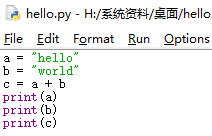 hello.py - H:/系统资料/桌面/hello
File Edit Format Run Options
a = "hello"
b = "world"
c = a + b
print(a)
print(b)
print(c)